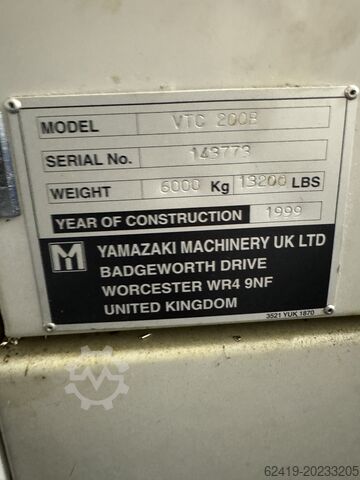 MODEL VTC 200B
SERIAL No. 143773
WEIGHT 6000 Kg 13200 LBS
YEAR OF CONSTRUCTION 1999
YAMAZAKI MACHINERY UK LTD
BADGEWORTH DRIVE
WORCESTER WR4 9NF
UNITED KINGDOM
3521 YUK 1870
62419-20233205